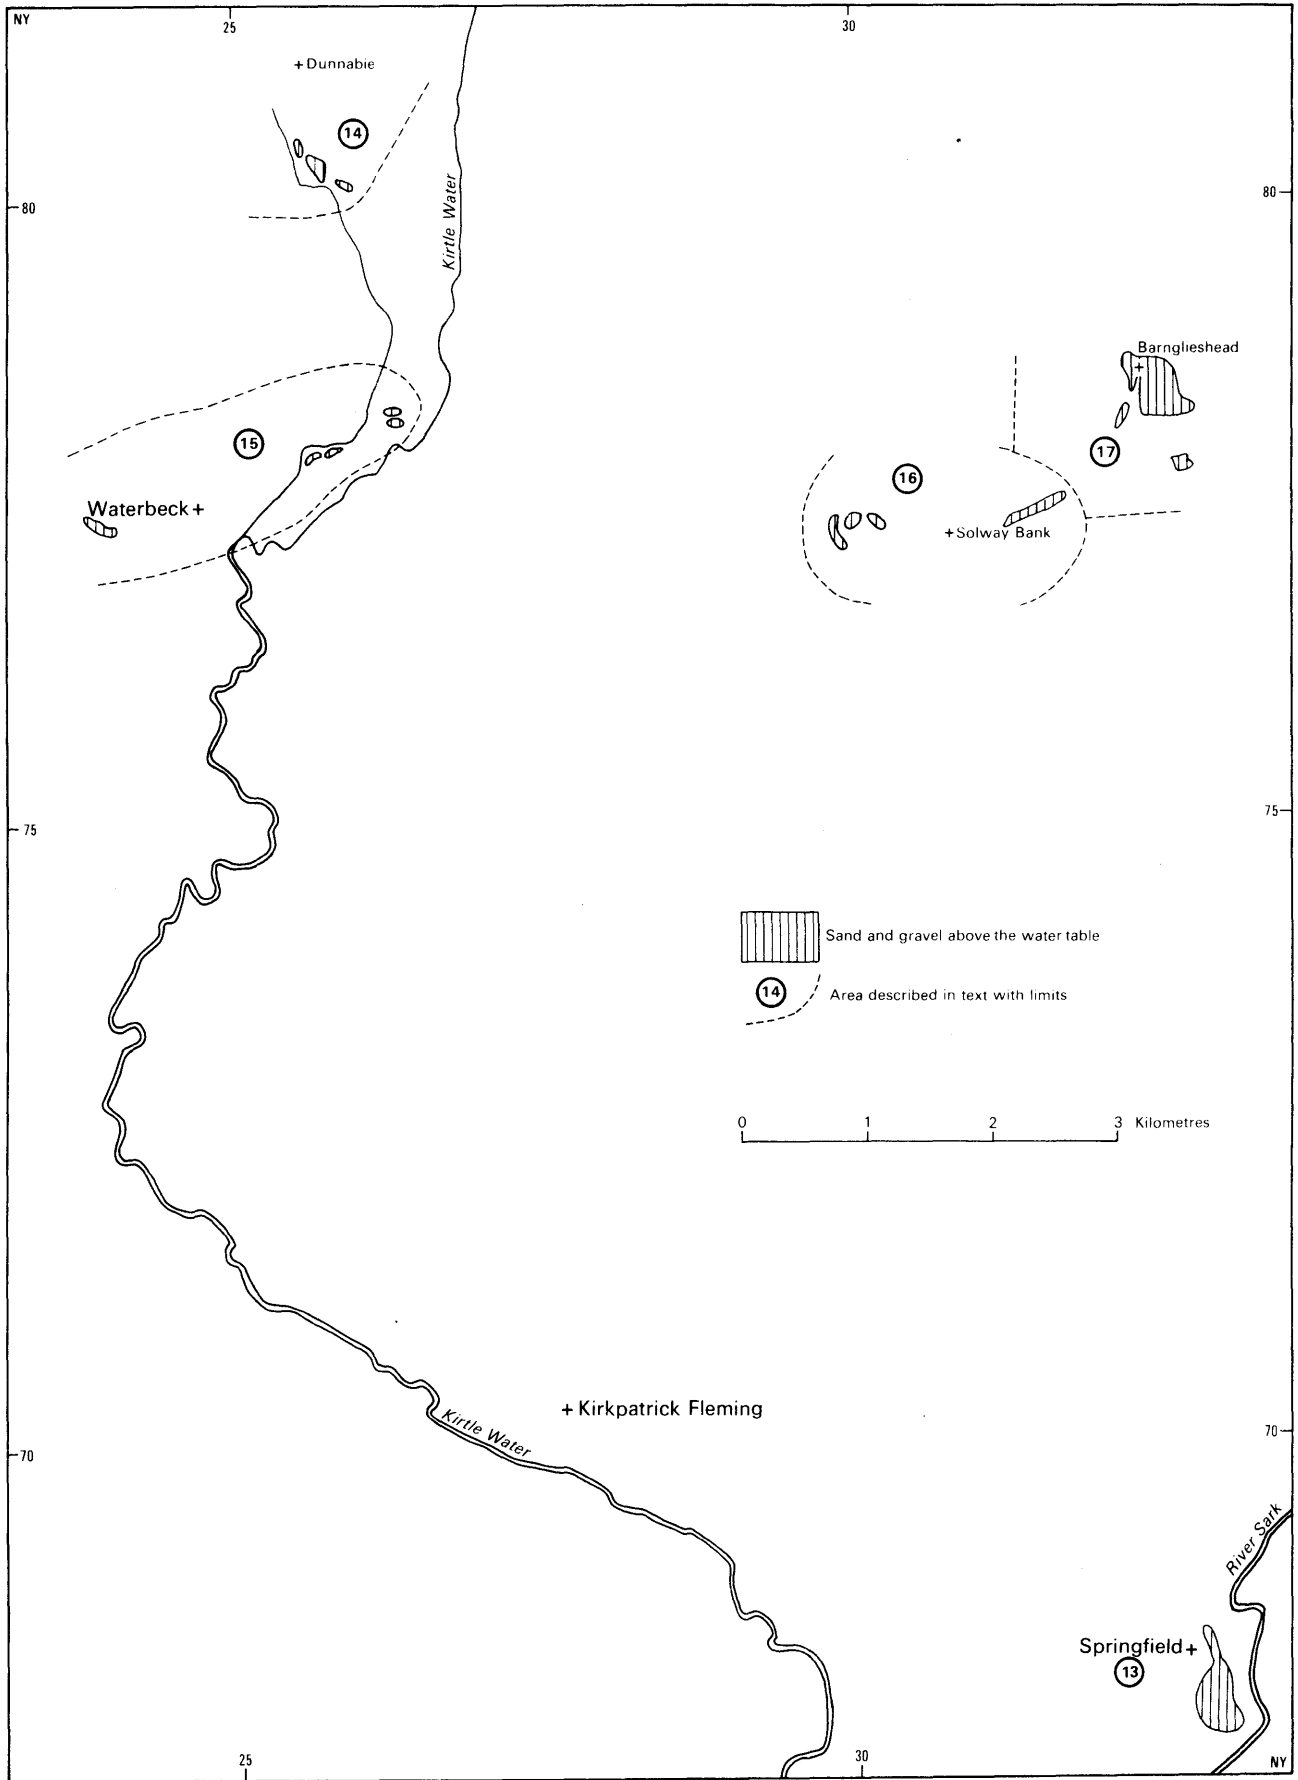 NY
25
30
+ Dunnabie
14
80
80
Kirtle Water
Barnglieshead
15
17
16
Waterbeck +
+ Solway Bank
75
75
Sand and gravel above the water table
14
Area described in text with limits
0 1 2 3 Kilometres
+ Kirkpatrick Fleming
Kirtle Water
70
70
River Sark
Springfield +
13
25
30
NY